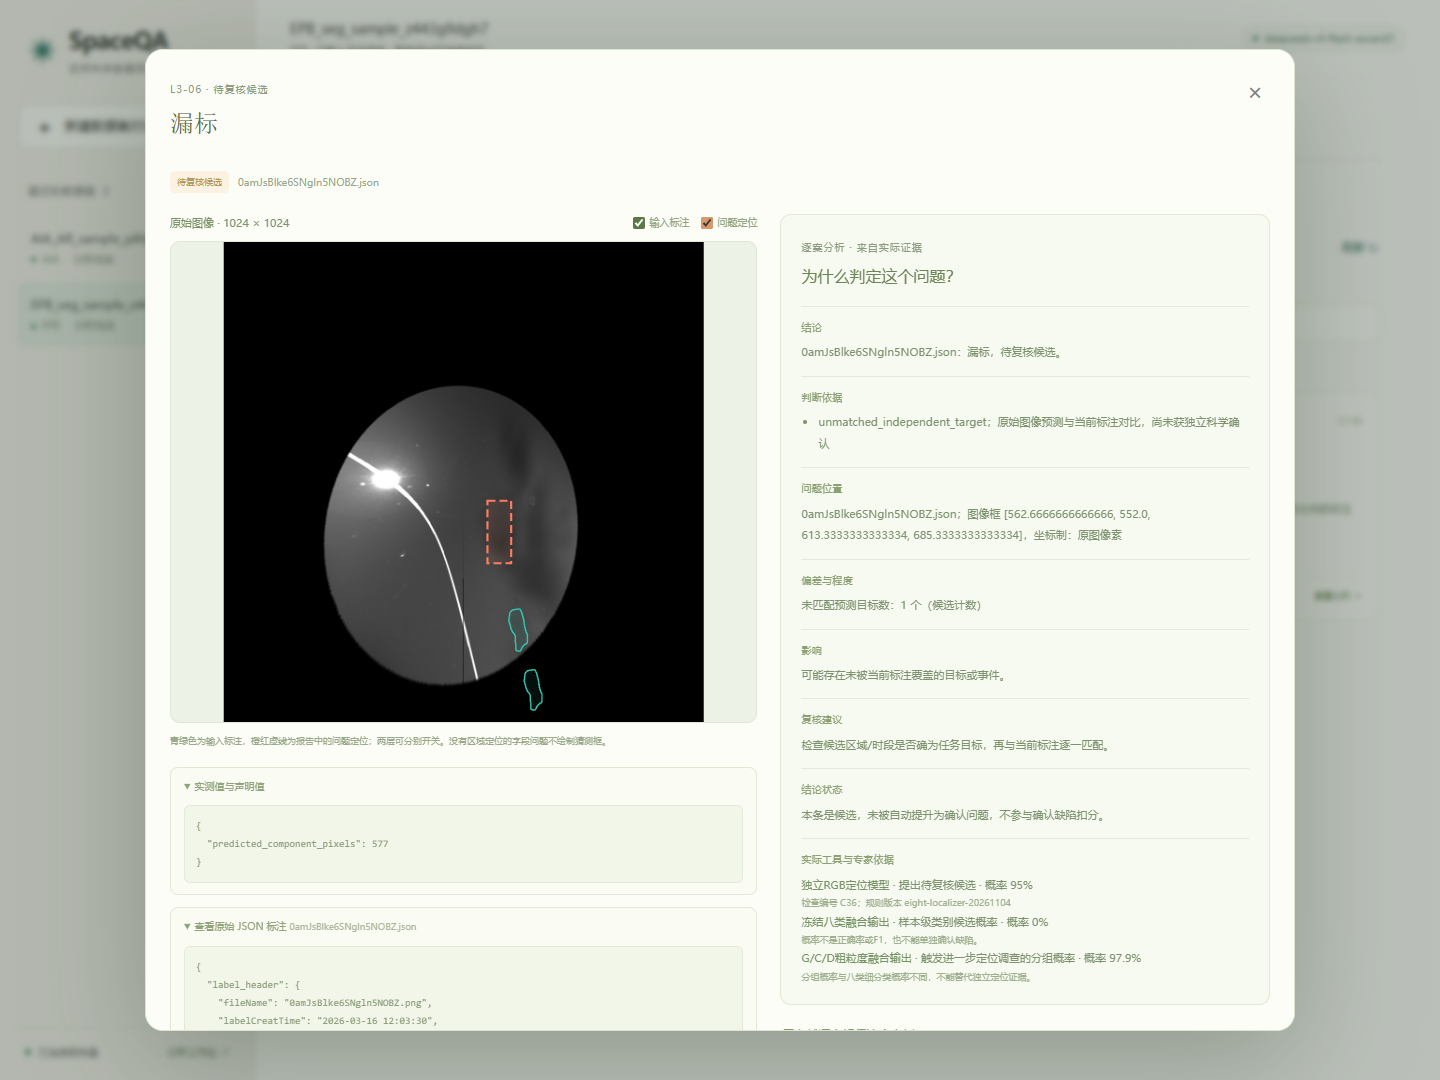 SpaceQA
L3-06 · 待复核候选
漏标
×
待复核候选 0amJsBlke6SNgln5NOBZ.json
原始图像 · 1024 × 1024
输入标注 问题定位
青绿色为输入标注，橙红虚线为报告中的问题定位；两层可分别开关。没有区域定位的字段问题不绘制猜测框。
▼ 实测值与声明值
{
"predicted_component_pixels": 577
}
▼ 查看原始 JSON 标注 0amJsBlke6SNgln5NOBZ.json
{
"label_header": {
"fileName": "0amJsBlke6SNgln5NOBZ.png",
"labelCreatTime": "2026-03-16 12:03:30",
逐案分析 · 来自实际证据
为什么判定这个问题？
结论
0amJsBlke6SNgln5NOBZ.json：漏标，待复核候选。
判断依据
• unmatched_independent_target；原始图像预测与当前标注对比，尚未获独立科学确
认
问题位置
0amJsBlke6SNgln5NOBZ.json；图像框 [562.6666666666666, 552.0,
613.3333333333334, 685.3333333333334]，坐标制：原图像素
偏差与程度
未匹配预测目标数：1 个（候选计数）
影响
可能存在未被当前标注覆盖的目标或事件。
复核建议
检查候选区域/时段是否确为任务目标，再与当前标注逐一匹配。
结论状态
本条是候选，未被自动提升为确认问题，不参与确认缺陷扣分。
实际工具与专家依据
独立RGB定位模型 · 提出待复核候选 · 概率 95%
检查编号 C36；规则版本 eight-localizer-20261104
冻结八类融合输出 · 样本级类别候选概率 · 概率 0%
概率不是正确率或F1，也不能单独确认缺陷。
G/C/D粗粒度融合输出 · 触发进一步定位调查的分组概率 · 概率 97.9%
分组概率与八类细分类概率不同，不能替代独立定位证据。